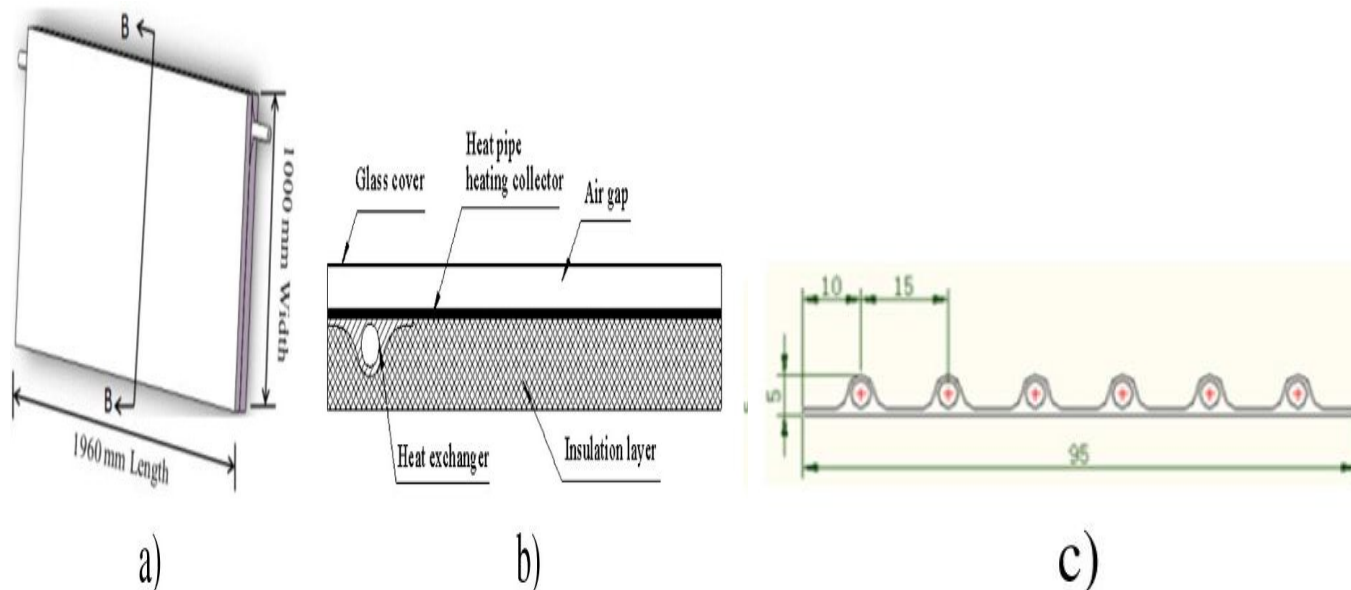 B
1000 mm Width
B
1960 mm Length
a)
Glass cover
Heat pipe
heating collector
Air gap
Heat exchanger
Insulation layer
b)
10
15
5
95
c)